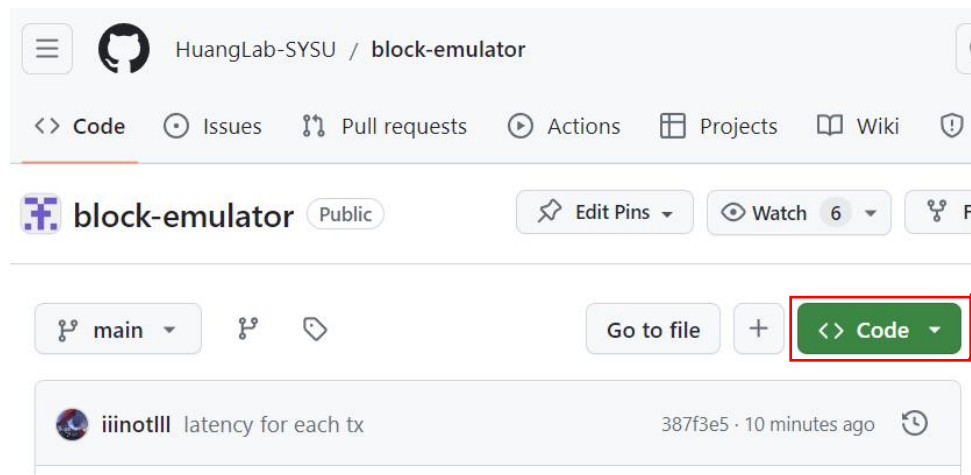 HuangLab-SYSU / block-emulator
<> Code Issues Pull requests Actions Projects Wiki
block-emulator Public Edit Pins Watch 6 F
main Go to file + <> Code
iiinotlll latency for each tx 387f3e5 · 10 minutes ago